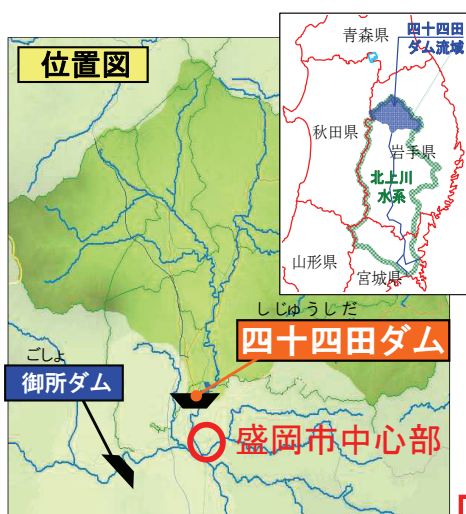 位置図
青森県
四十四田
ダム流域
秋田県
岩手県
北上川
水系
山形県
宮城県
しじゅうしだ
四十四田ダム
ごしょ
御所ダム
盛岡市中心部